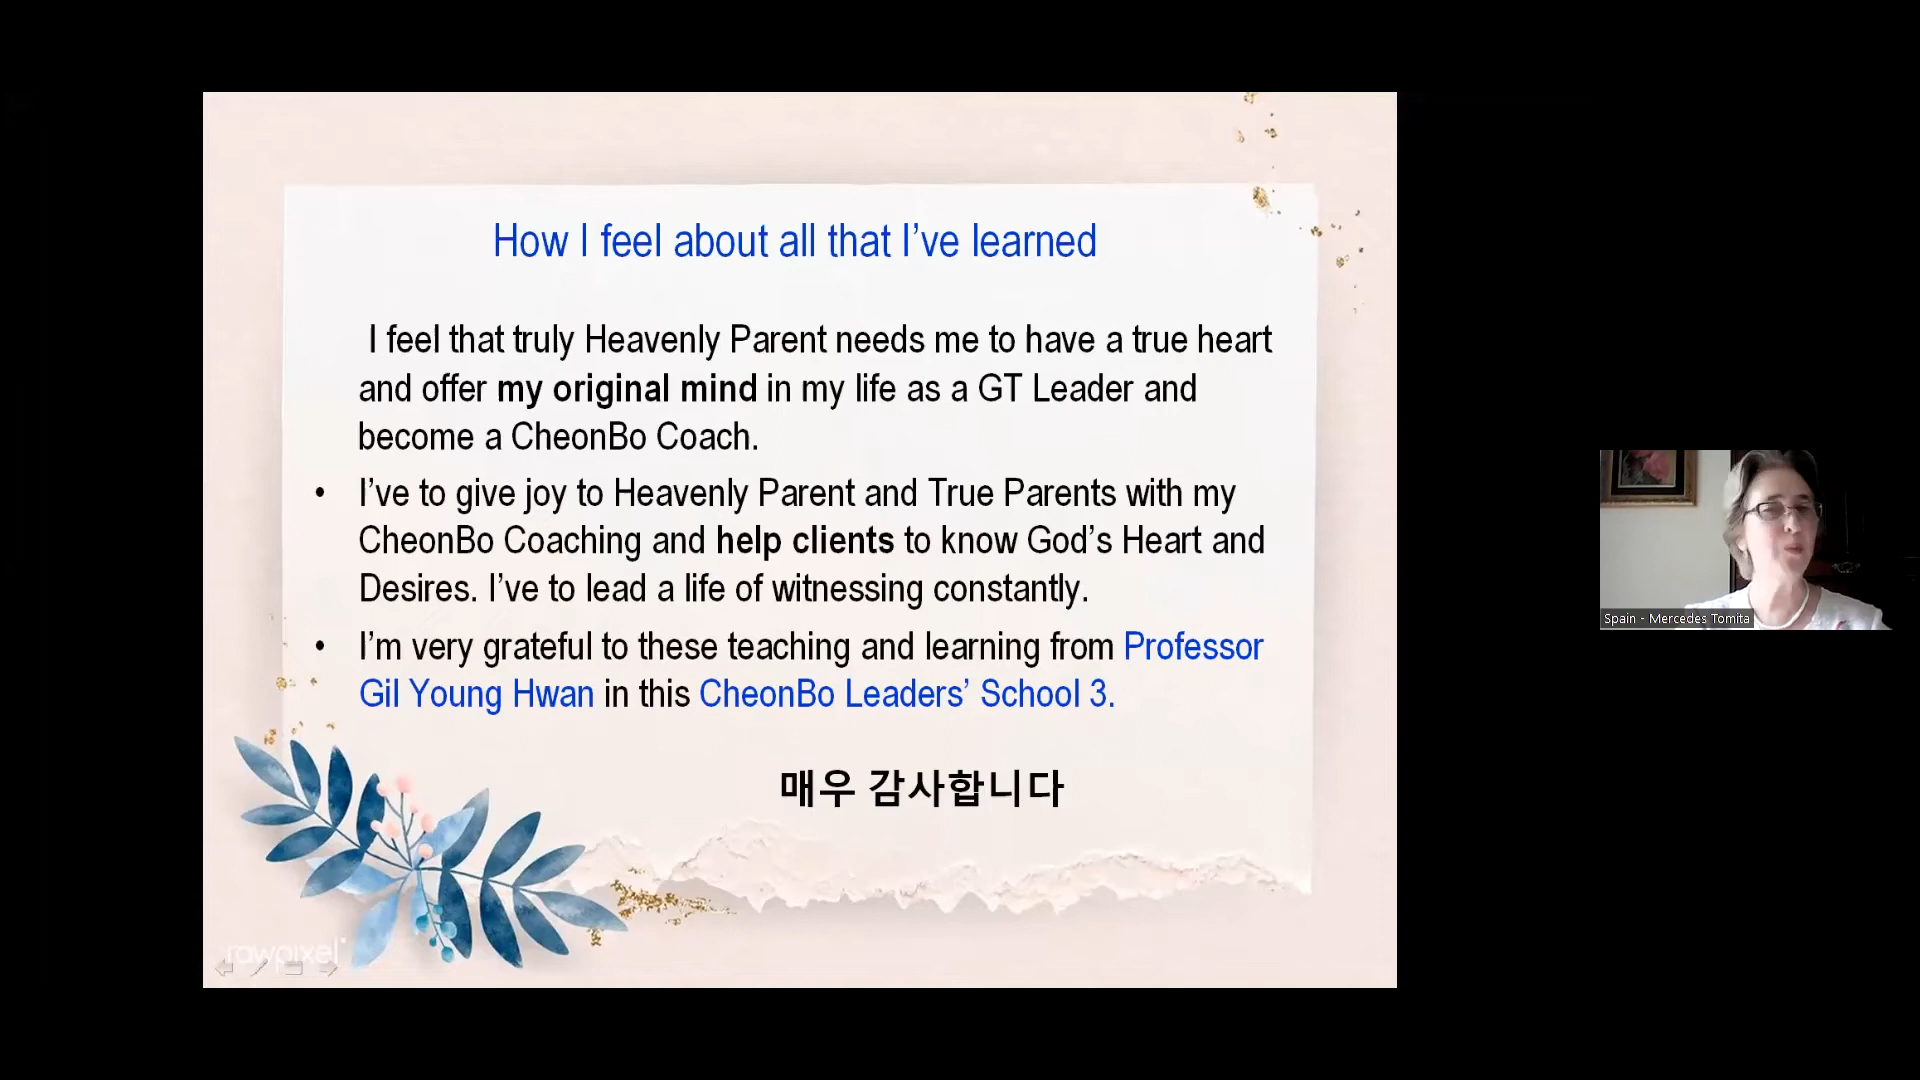 How I feel about all that I’ve learned
I feel that truly Heavenly Parent needs me to have a true heart
and offer my original mind in my life as a GT Leader and
become a CheonBo Coach.
• I’ve to give joy to Heavenly Parent and True Parents with my
CheonBo Coaching and help clients to know God’s Heart and
Desires. I’ve to lead a life of witnessing constantly.
• I’m very grateful to these teaching and learning from Professor
Gil Young Hwan in this CheonBo Leaders’ School 3.
매우 감사합니다
rawpixel
Spain - Mercedes Tomita